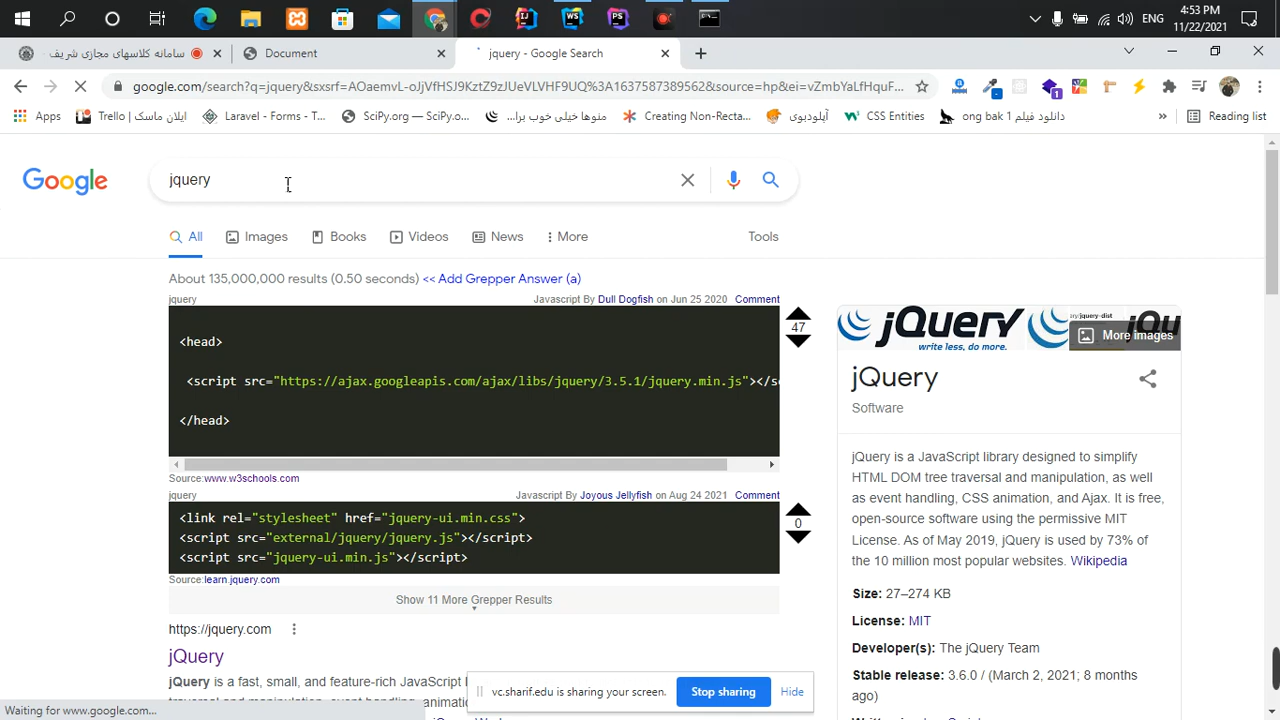 4:53 PM
ENG
11/22/2021
سامانه کلاسهای مجازی شریف
Document
jquery - Google Search
google.com/search?q=jquery&sxsrf=AOaemvL-sJjVfHSJ9KztZ9zJUeVLVHF9UQ%3A1637587389562&source=hp&ei=vZmbYaLfHquF...
Apps
Trello | ایلان ماسک
Laravel - Forms - T...
SciPy.org — SciPy.o...
منوها خیلی خوب برا...
Creating Non-Recta...
آپلودبوی
CSS Entities
دانلود فیلم ong bak 1
»
Reading list
Google
jquery
All
Images
Books
Videos
News
More
Tools
About 135,000,000 results (0.50 seconds) << Add Grepper Answer (a)
jquery
Javascript By Dull Dogfish on Jun 25 2020 Comment
<head>
<script src="https://ajax.googleapis.com/ajax/libs/jquery/3.5.1/jquery.min.js"></s
</head>
47
Source:www.w3schools.com
jquery
Javascript By Joyous Jellyfish on Aug 24 2021 Comment
<link rel="stylesheet" href="jquery-ui.min.css">
<script src="external/jquery/jquery.js"></script>
<script src="jquery-ui.min.js"></script>
0
Source:learn.jquery.com
Show 11 More Grepper Results
https://jquery.com
jQuery
jQuery is a fast, small, and feature-rich JavaScript
jQuery
write less, do more.
More images
jQuery
Software
jQuery is a JavaScript library designed to simplify
HTML DOM tree traversal and manipulation, as well
as event handling, CSS animation, and Ajax. It is free,
open-source software using the permissive MIT
License. As of May 2019, jQuery is used by 73% of
the 10 million most popular websites. Wikipedia
Size: 27–274 KB
License: MIT
Developer(s): The jQuery Team
Stable release: 3.6.0 / (March 2, 2021; 8 months
ago)
vc.sharif.edu is sharing your screen.
Stop sharing
Hide
Waiting for www.google.com...